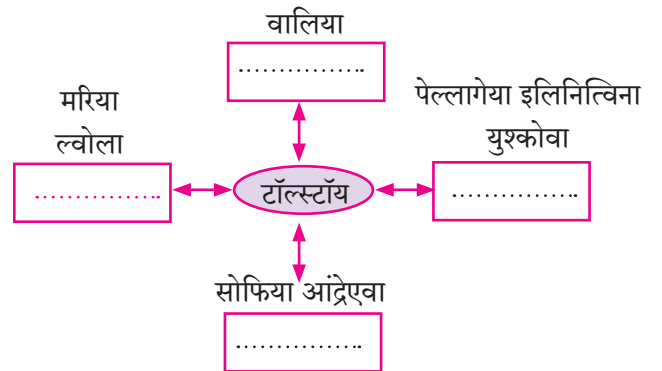 वालिया
................
मरिया
ल्वोला
................
पेल्लागेया इलिनित्विना
युश्कोवा
................
टॉल्स्टॉय
सोफिया आंद्रेएवा
................